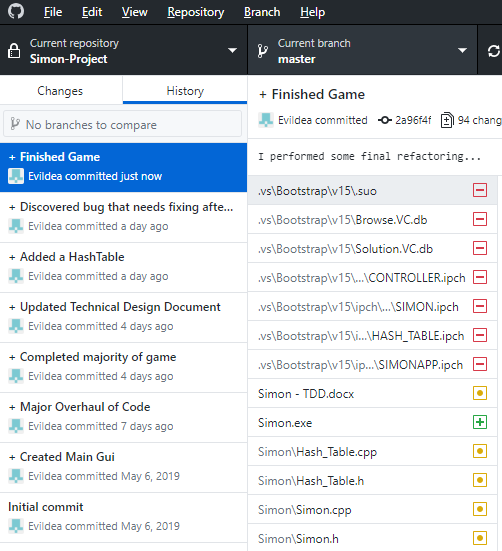 File Edit View Repository Branch Help
Current repository
Simon-Project
Current branch
master
Changes History
No branches to compare
+ Finished Game
Evildea committed just now
+ Discovered bug that needs fixing afte...
Evildea committed a day ago
+ Added a HashTable
Evildea committed a day ago
+ Updated Technical Design Document
Evildea committed 4 days ago
+ Completed majority of game
Evildea committed 4 days ago
+ Major Overhaul of Code
Evildea committed 7 days ago
+ Created Main Gui
Evildea committed May 6, 2019
Initial commit
Evildea committed May 6, 2019
+ Finished Game
Evildea committed 2a96f4f 94 chang
I performed some final refactoring...
.vs\Bootstrap\v15\.suo
.vs\Bootstrap\v15\Browse.VC.db
.vs\Bootstrap\v15\Solution.VC.db
.vs\Bootstrap\v15\...\CONTROLLER.ipch
.vs\Bootstrap\v15\ipch\...\SIMON.ipch
.vs\Bootstrap\v15\i...\HASH_TABLE.ipch
.vs\Bootstrap\v15\ip...\SIMONAPP.ipch
Simon - TDD.docx
Simon.exe
Simon\Hash_Table.cpp
Simon\Hash_Table.h
Simon\Simon.cpp
Simon\Simon.h